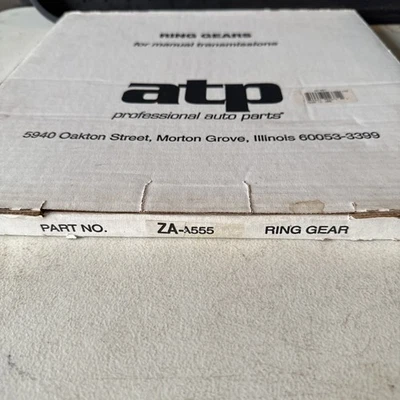 RING GEARS
for manual transmissions
atp
professional auto parts®
5940 Oakton Street, Morton Grove, Illinois 60053-3399
PART NO. ZA-λ555 RING GEAR